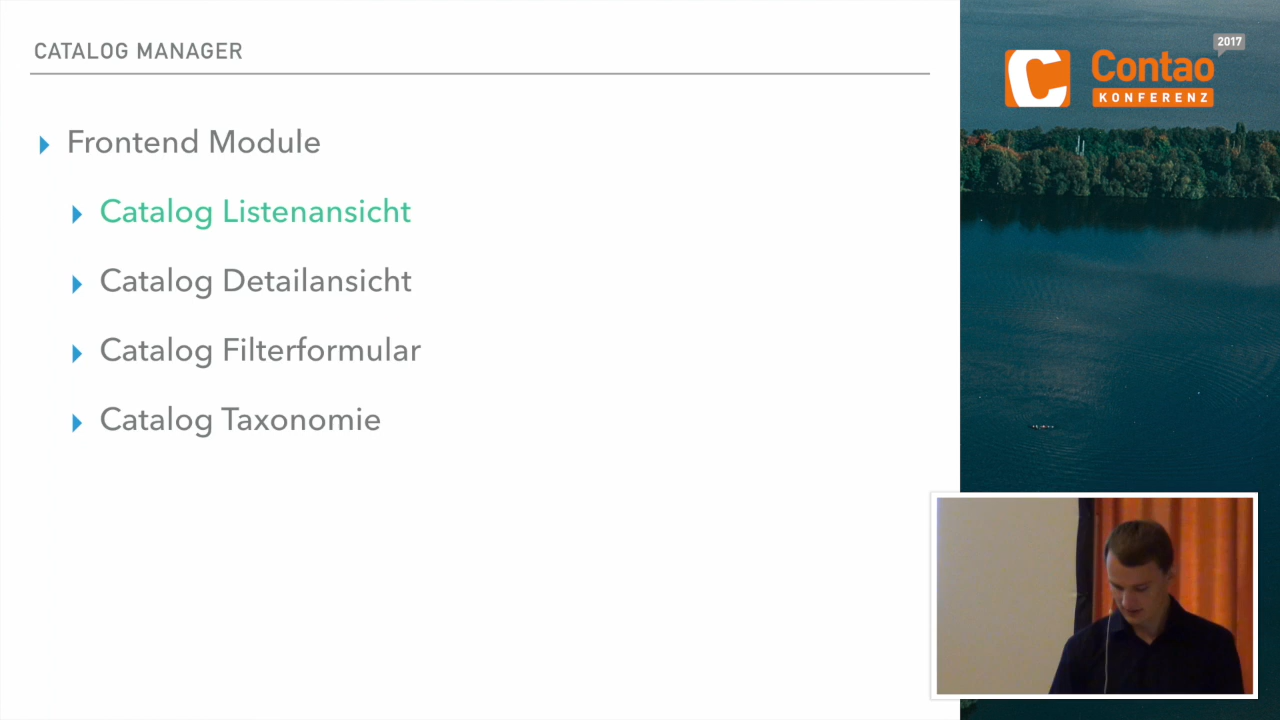 CATALOG MANAGER
Frontend Module
Catalog Listenansicht
Catalog Detailansicht
Catalog Filterformular
Catalog Taxonomie
2017
Contao
KONFERENZ